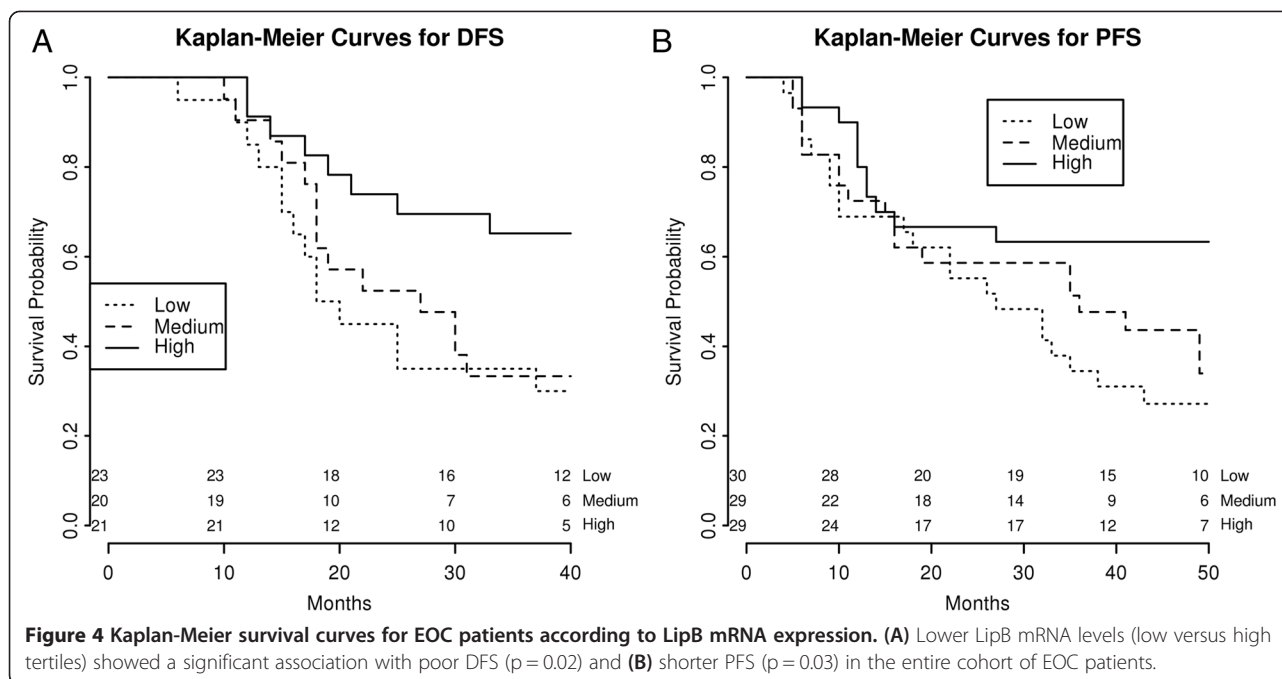 A
Kaplan-Meier Curves for DFS
Survival Probability
1.0
0.8
0.6
0.4
0.2
0.0
Low
Medium
High
23 23 18 16 12 Low
20 19 10 7 6 Medium
21 21 12 10 5 High
0 10 20 30 40
Months
B
Kaplan-Meier Curves for PFS
Survival Probability
1.0
0.8
0.6
0.4
0.2
0.0
Low
Medium
High
30 28 20 19 15 10 Low
29 22 18 14 9 6 Medium
29 24 17 17 12 7 High
0 10 20 30 40 50
Months
Figure 4 Kaplan-Meier survival curves for EOC patients according to LipB mRNA expression. (A) Lower LipB mRNA levels (low versus high
tertiles) showed a significant association with poor DFS (p = 0.02) and (B) shorter PFS (p = 0.03) in the entire cohort of EOC patients.